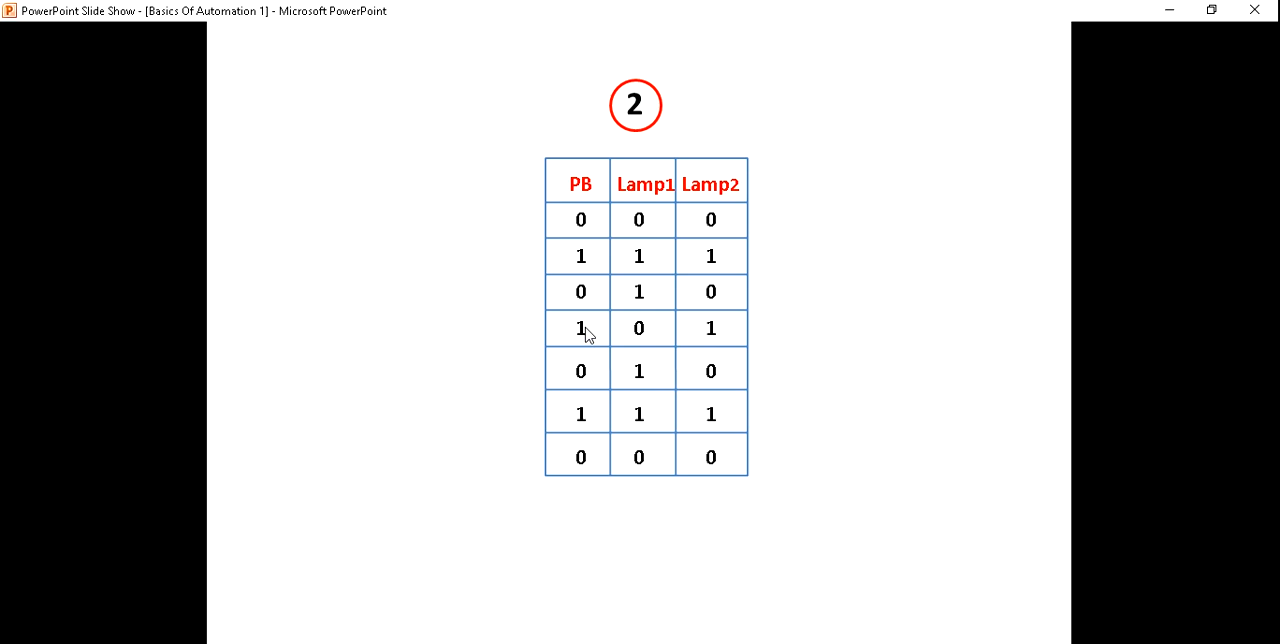 PowerPoint Slide Show - [Basics Of Automation 1] - Microsoft PowerPoint
2
PB Lamp1 Lamp2
0 0 0
1 1 1
0 1 0
1 0 1
0 1 0
1 1 1
0 0 0